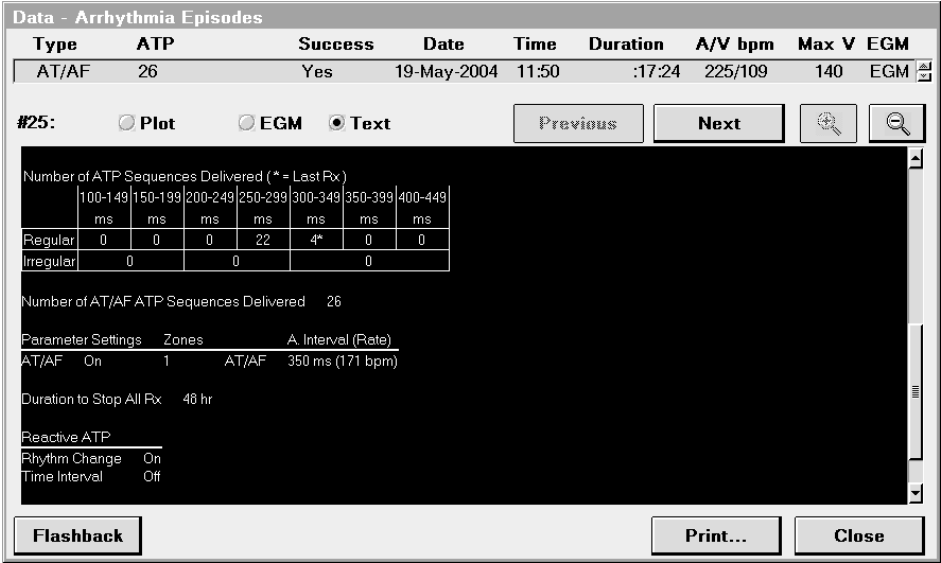 Data - Arrhythmia Episodes
Type ATP Success Date Time Duration A/V bpm Max V EGM
AT/AF 26 Yes 19-May-2004 11:50 :17:24 225/109 140 EGM
#25: Plot EGM Text Previous Next
Number of ATP Sequences Delivered ( * = Last Rx )
100-149 150-199 200-249 250-299 300-349 350-399 400-449
ms ms ms ms ms ms ms
Regular 0 0 0 22 4* 0 0
Irregular 0 0 0
Number of AT/AF ATP Sequences Delivered 26
Parameter Settings Zones A. Interval (Rate)
AT/AF On 1 AT/AF 350 ms (171 bpm)
Duration to Stop All Rx 48 hr
Reactive ATP
Rhythm Change On
Time Interval Off
Flashback Print... Close